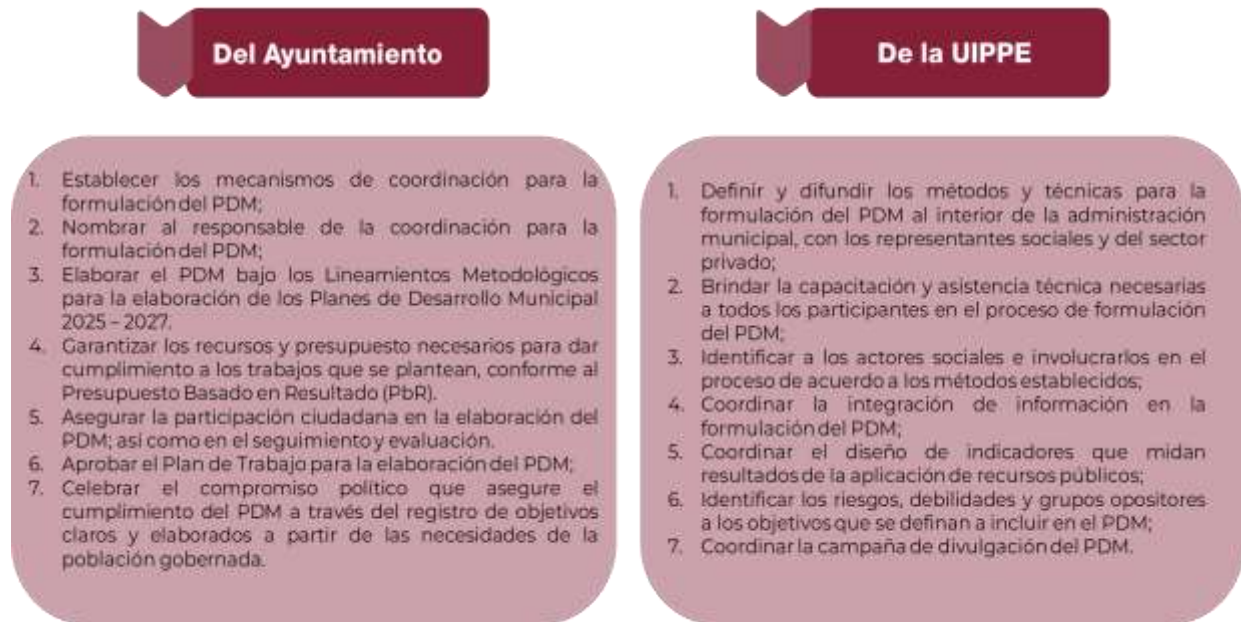 Del Ayuntamiento
1. Establecer los mecanismos de coordinación para la
formulación del PDM;
2. Nombrar al responsable de la coordinación para la
formulación del PDM;
3. Elaborar el PDM bajo los Lineamientos Metodológicos
para la elaboración de los Planes de Desarrollo Municipal
2025 – 2027.
4. Garantizar los recursos y presupuesto necesarios para dar
cumplimiento a los trabajos que se plantean, conforme al
Presupuesto Basado en Resultado (PbR).
5. Asegurar la participación ciudadana en la elaboración del
PDM; así como en el seguimiento y evaluación.
6. Aprobar el Plan de Trabajo para la elaboración del PDM;
7. Celebrar el compromiso político que asegure el
cumplimiento del PDM a través del registro de objetivos
claros y elaborados a partir de las necesidades de la
población gobernada.
De la UIPPE
1. Definir y difundir los métodos y técnicas para la
formulación del PDM al interior de la administración
municipal, con los representantes sociales y del sector
privado;
2. Brindar la capacitación y asistencia técnica necesarias
a todos los participantes en el proceso de formulación
del PDM;
3. Identificar a los actores sociales e involucrarlos en el
proceso de acuerdo a los métodos establecidos;
4. Coordinar la integración de información en la
formulación del PDM;
5. Coordinar el diseño de indicadores que midan
resultados de la aplicación de recursos públicos;
6. Identificar los riesgos, debilidades y grupos opositores
a los objetivos que se definan a incluir en el PDM;
7. Coordinar la campaña de divulgación del PDM.